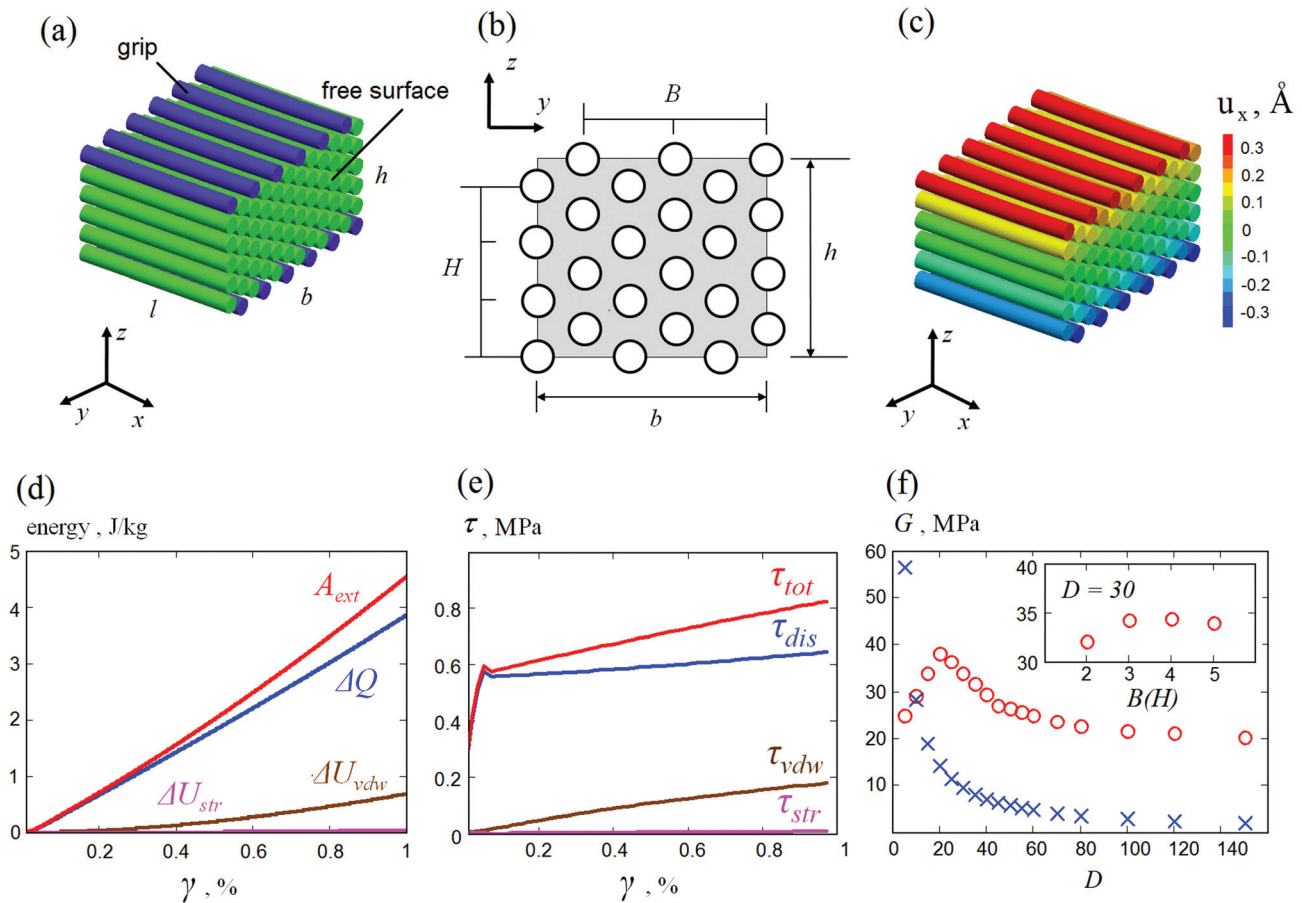 (a)
grip
free surface
h
b
l
z
y
x
(b)
z
y
B
H
h
b
(c)
u_x , Å
0.3
0.2
0.1
0
-0.1
-0.2
-0.3
z
y
x
(d)
energy , J/kg
5
4
3
2
1
0
A_ext
ΔQ
ΔU_str
ΔU_vdw
0.2 0.4 0.6 0.8 1
γ , %
(e)
τ , MPa
1
0.8
0.6
0.4
0.2
0
τ_tot
τ_dis
τ_vdw
τ_str
0.2 0.4 0.6 0.8 1
γ , %
(f)
G , MPa
60
50
40
30
20
10
0 20 40 60 80 100 120 140
D
40
35
30
D = 30
2 3 4 5
B(H)